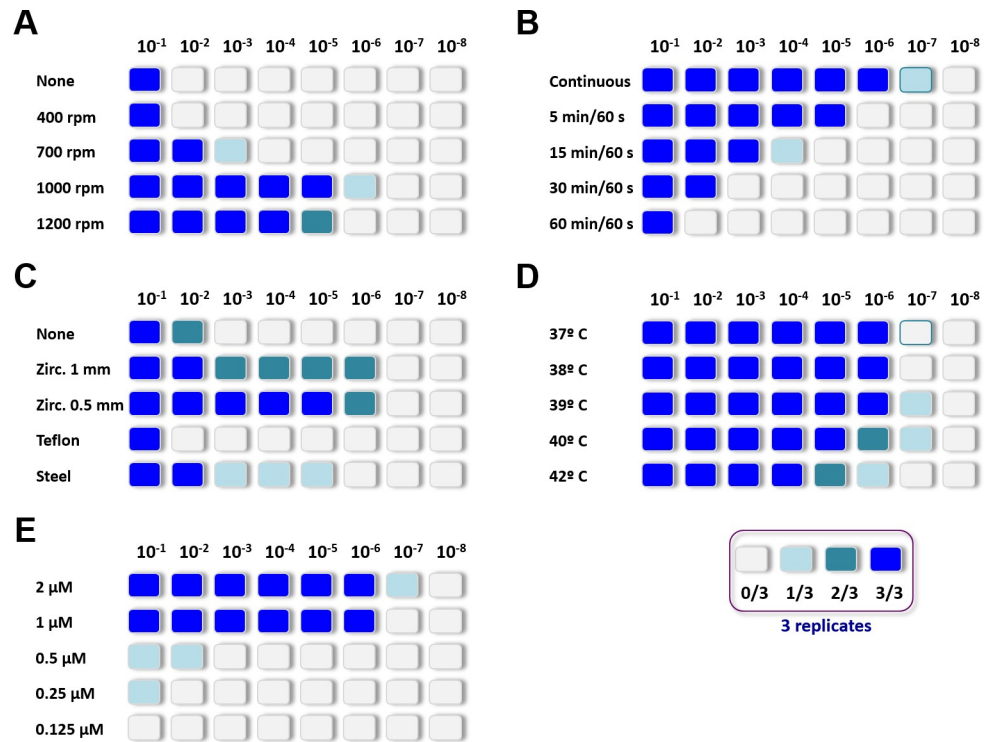 A
10-1 10-2 10-3 10-4 10-5 10-6 10-7 10-8
None
400 rpm
700 rpm
1000 rpm
1200 rpm
B
10-1 10-2 10-3 10-4 10-5 10-6 10-7 10-8
Continuous
5 min/60 s
15 min/60 s
30 min/60 s
60 min/60 s
C
10-1 10-2 10-3 10-4 10-5 10-6 10-7 10-8
None
Zirc. 1 mm
Zirc. 0.5 mm
Teflon
Steel
D
10-1 10-2 10-3 10-4 10-5 10-6 10-7 10-8
37º C
38º C
39º C
40º C
42º C
E
10-1 10-2 10-3 10-4 10-5 10-6 10-7 10-8
2 µM
1 µM
0.5 µM
0.25 µM
0.125 µM
0/3 1/3 2/3 3/3
3 replicates